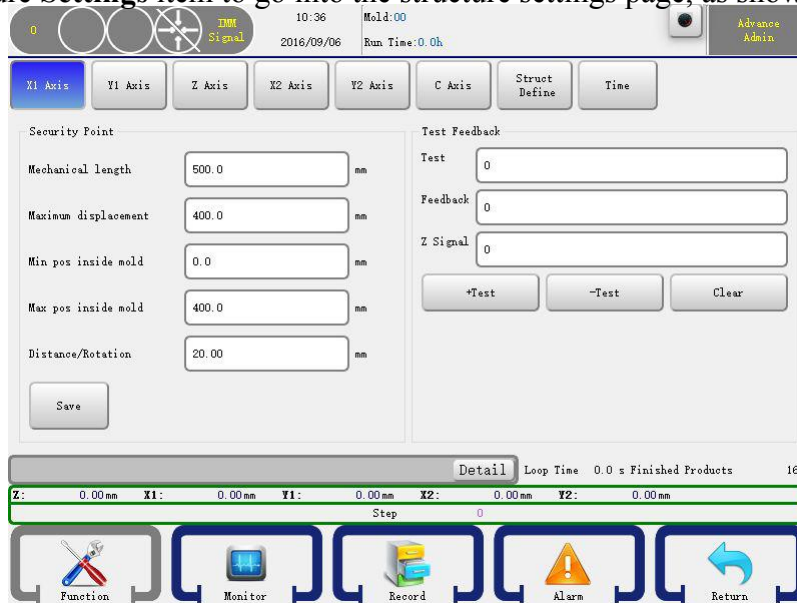 re Settings item to go into the structure settings page, as show
0
IMM
Signal
10:36
2016/09/06
Mold:00
Run Time:0.0h
Advance
Admin
X1 Axis
Y1 Axis
Z Axis
X2 Axis
Y2 Axis
C Axis
Struct
Define
Time
Security Point
Mechanical length 500.0 mm
Maximum displacement 400.0 mm
Min pos inside mold 0.0 mm
Max pos inside mold 400.0 mm
Distance/Rotation 20.00 mm
Save
Test Feedback
Test 0
Feedback 0
Z Signal 0
+Test
-Test
Clear
Detail Loop Time 0.0 s Finished Products 16
Z: 0.00mm X1: 0.00mm Y1: 0.00mm X2: 0.00mm Y2: 0.00mm
Step 0
Function
Monitor
Record
Alarm
Return